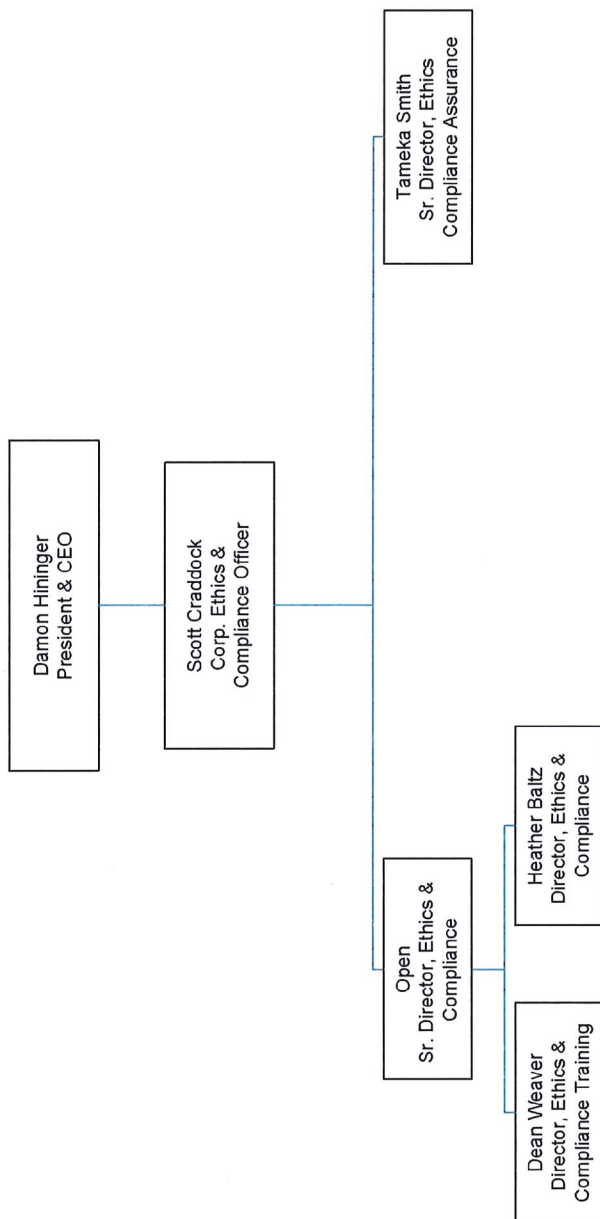 Damon Hininger
President & CEO
Scott Craddock
Corp. Ethics &
Compliance Officer
Open
Sr. Director, Ethics &
Compliance
Tameka Smith
Sr. Director, Ethics
Compliance Assurance
Dean Weaver
Director, Ethics &
Compliance Training
Heather Baltz
Director, Ethics &
Compliance